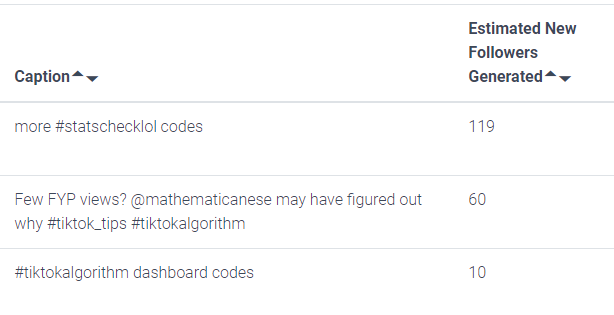 Caption
Estimated New
Followers
Generated
more #statschecklol codes
119
Few FYP views? @mathematicanese may have figured out
why #tiktok_tips #tiktokalgorithm
60
#tiktokalgorithm dashboard codes
10